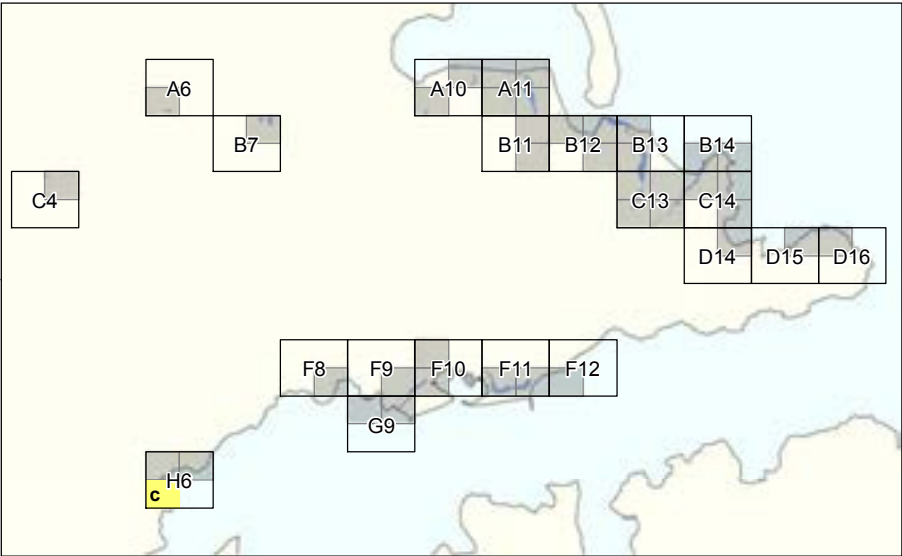 A6 A10 A11
B7 B11 B12 B13 B14
C4 C13 C14
D14 D15 D16
F8 F9 F10 F11 F12
G9
H6
c